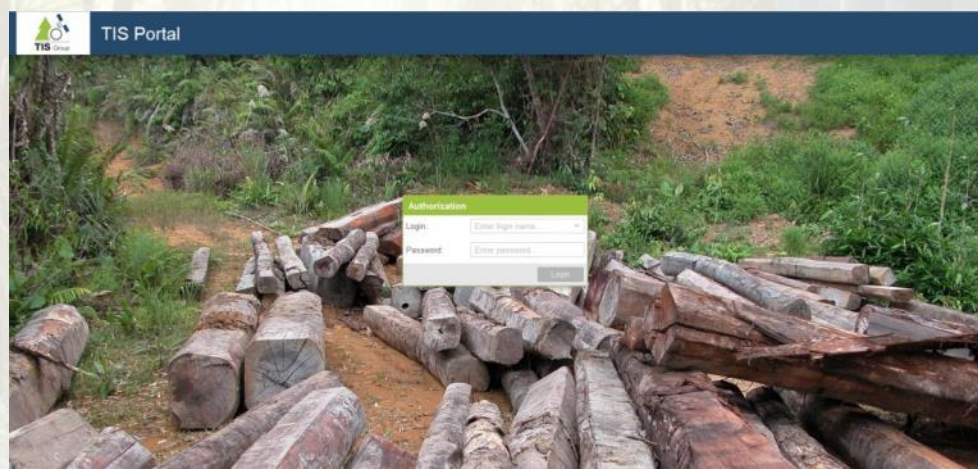 TIS Group
TIS Portal
Authorization
Login:
Enter login name...
Password:
Enter password...
Login